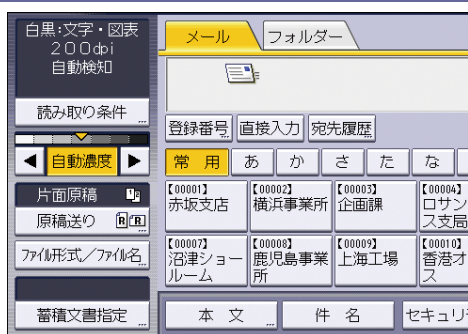 白黒:文字・図表
200dpi
自動検知
読み取り条件
自動濃度
片面原稿
原稿送り
ファイル形式／ファイル名
蓄積文書指定
メール
フォルダー
登録番号
直接入力
宛先履歴
常用
あ
か
さ
た
な
【00001】
赤坂支店
【00002】
横浜事業所
【00003】
企画課
【00004】
ロサン
ス支局
【00007】
沼津ショー
ルーム
【00008】
鹿児島事業
所
【00009】
上海工場
【00010】
香港オ
ス
本文
件名
セキュリ